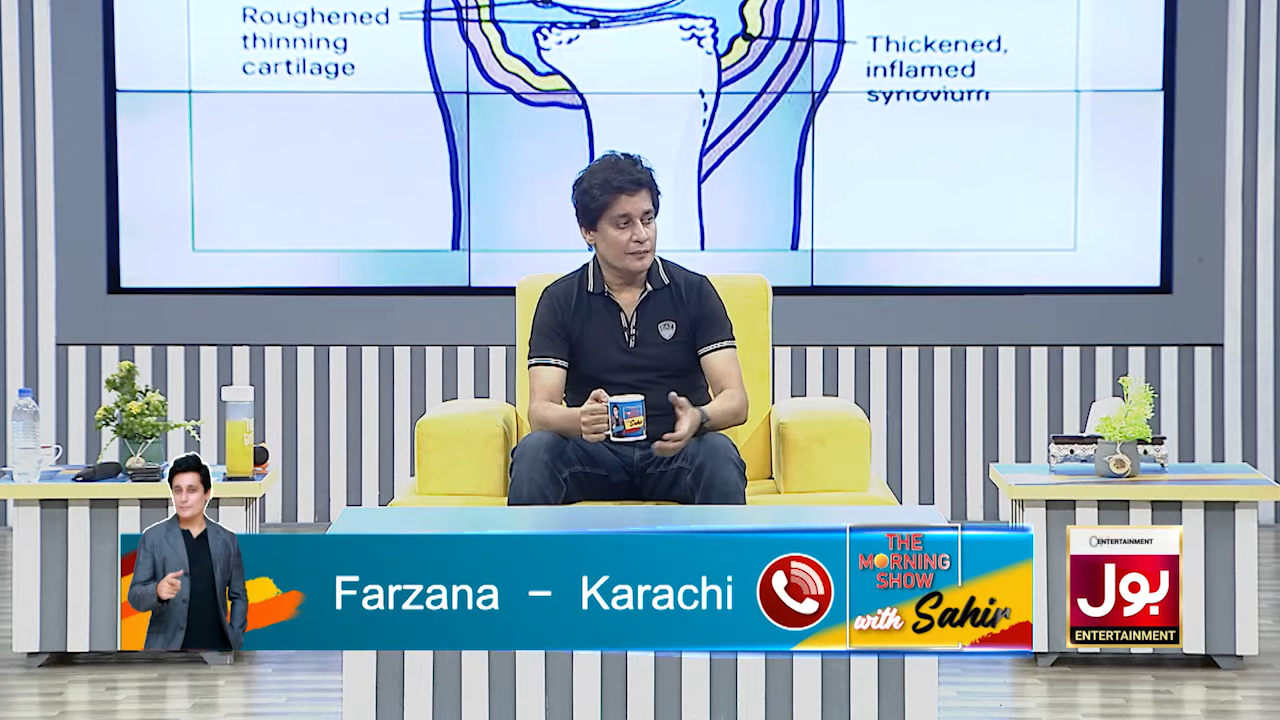 Roughened
thinning
cartilage
Thickened,
inflamed
synovium
Farzana – Karachi
THE
MORNING
SHOW
with Sahir
ENTERTAINMENT
بول
ENTERTAINMENT